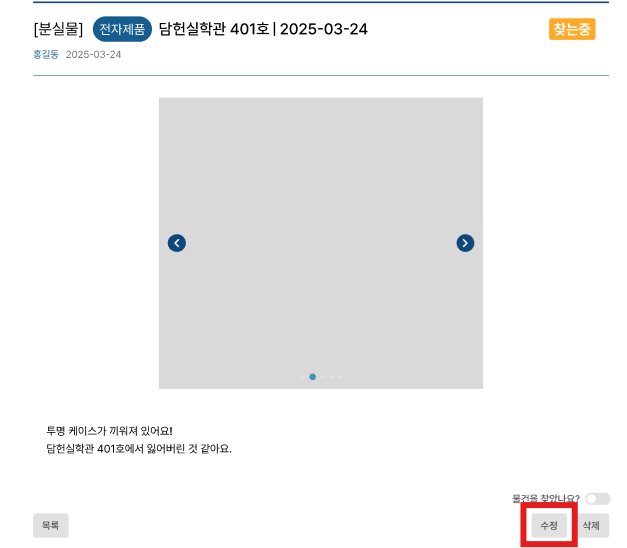 [분실물] 전자제품 담헌실학관 401호 | 2025-03-24 찾는중
홍길동 2025-03-24
투명 케이스가 끼워져 있어요!
담헌실학관 401호에서 잃어버린 것 같아요.
물건을 찾았나요?
목록 수정 삭제